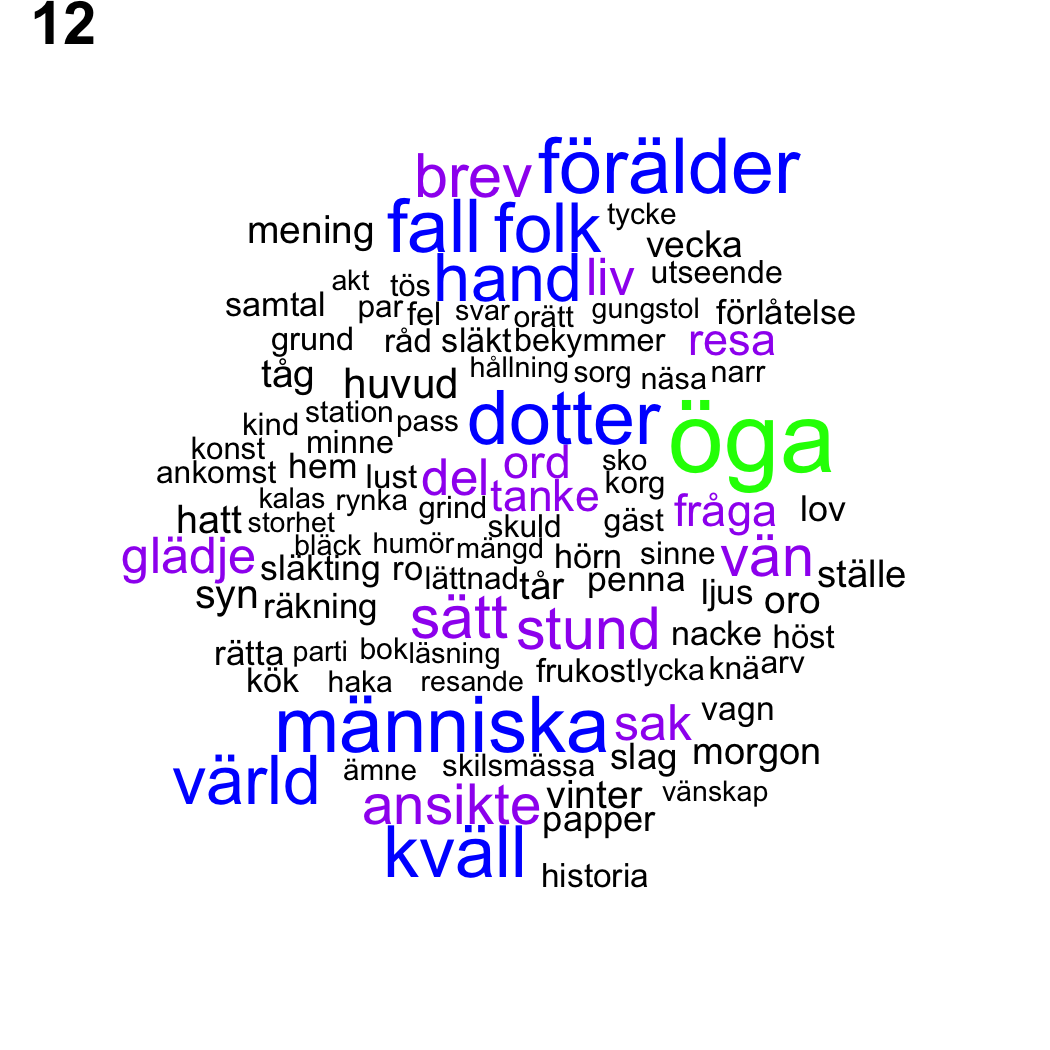 12
brev förälder
mening fall folk tycke
vecka
akt tös hand liv utseende
samtal par fel svar orätt gungstol förlåtelse
grund råd släkt bekymmer resa
tåg huvud hållning sorg näsa narr
kind station pass dotter öga
konst minne
ankomst hem lust del ord sko
kalas rynka grind tanke korg
hatt storhet skuld gäst fråga lov
glädje bläck humör mängd hörn sinne vän
släkting ro lättnad tår penna ljus ställe
syn räkning sätt stund oro
nacke höst
rätta parti bok läsning
kök haka resande frukost lycka knä arv
människa sak vagn
värld ämne skilsmässa slag morgon
ansikte vinter vänskap
papper
kväll historia